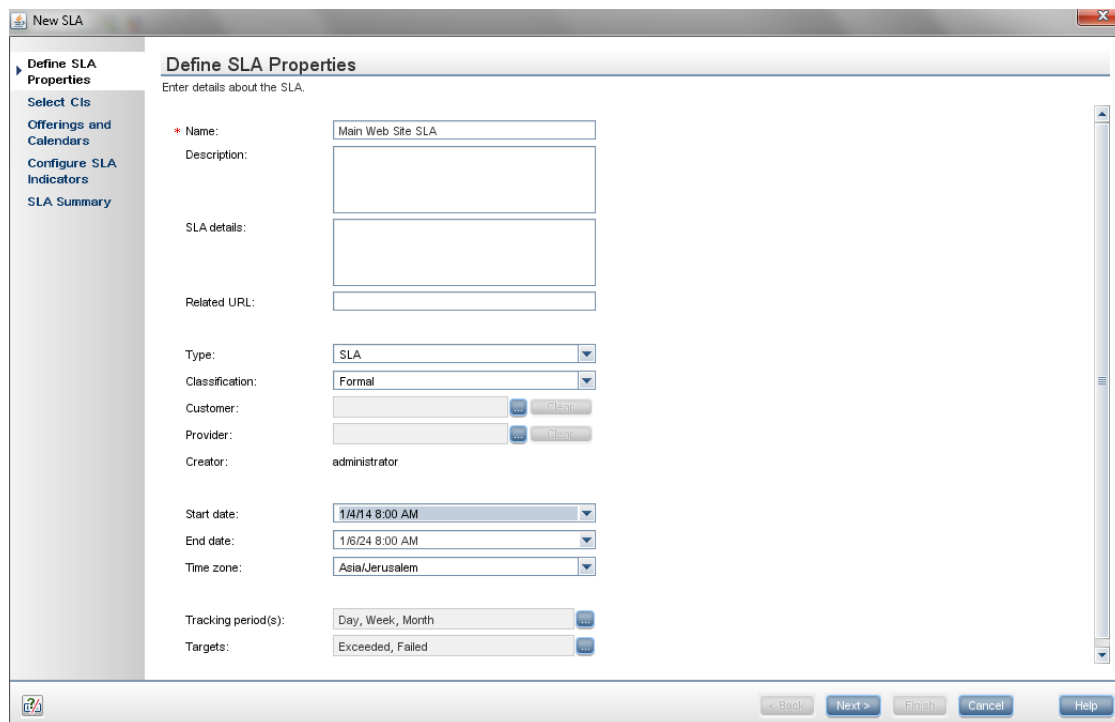 New SLA
Define SLA
Properties
Select CIs
Offerings and
Calendars
Configure SLA
Indicators
SLA Summary
Define SLA Properties
Enter details about the SLA.
* Name: Main Web Site SLA
Description:
SLA details:
Related URL:
Type: SLA
Classification: Formal
Customer: ... Clear
Provider: ... Clear
Creator: administrator
Start date: 1/4/14 8:00 AM
End date: 1/6/24 8:00 AM
Time zone: Asia/Jerusalem
Tracking period(s): Day, Week, Month ...
Targets: Exceeded, Failed ...
< Back Next > Finish Cancel Help